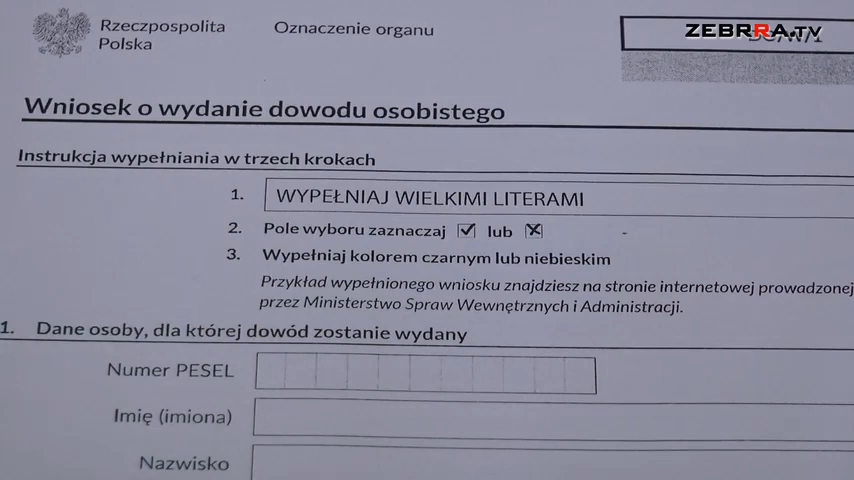 Rzeczpospolita
Polska
Oznaczenie organu
ZEBRRA.TV
Wniosek o wydanie dowodu osobistego
Instrukcja wypełniania w trzech krokach
1. WYPEŁNIAJ WIELKIMI LITERAMI
2. Pole wyboru zaznaczaj ☑ lub ☒
3. Wypełniaj kolorem czarnym lub niebieskim
Przykład wypełnionego wniosku znajdziesz na stronie internetowej prowadzonej
przez Ministerstwo Spraw Wewnętrznych i Administracji.
1. Dane osoby, dla której dowód zostanie wydany
Numer PESEL
Imię (imiona)
Nazwisko